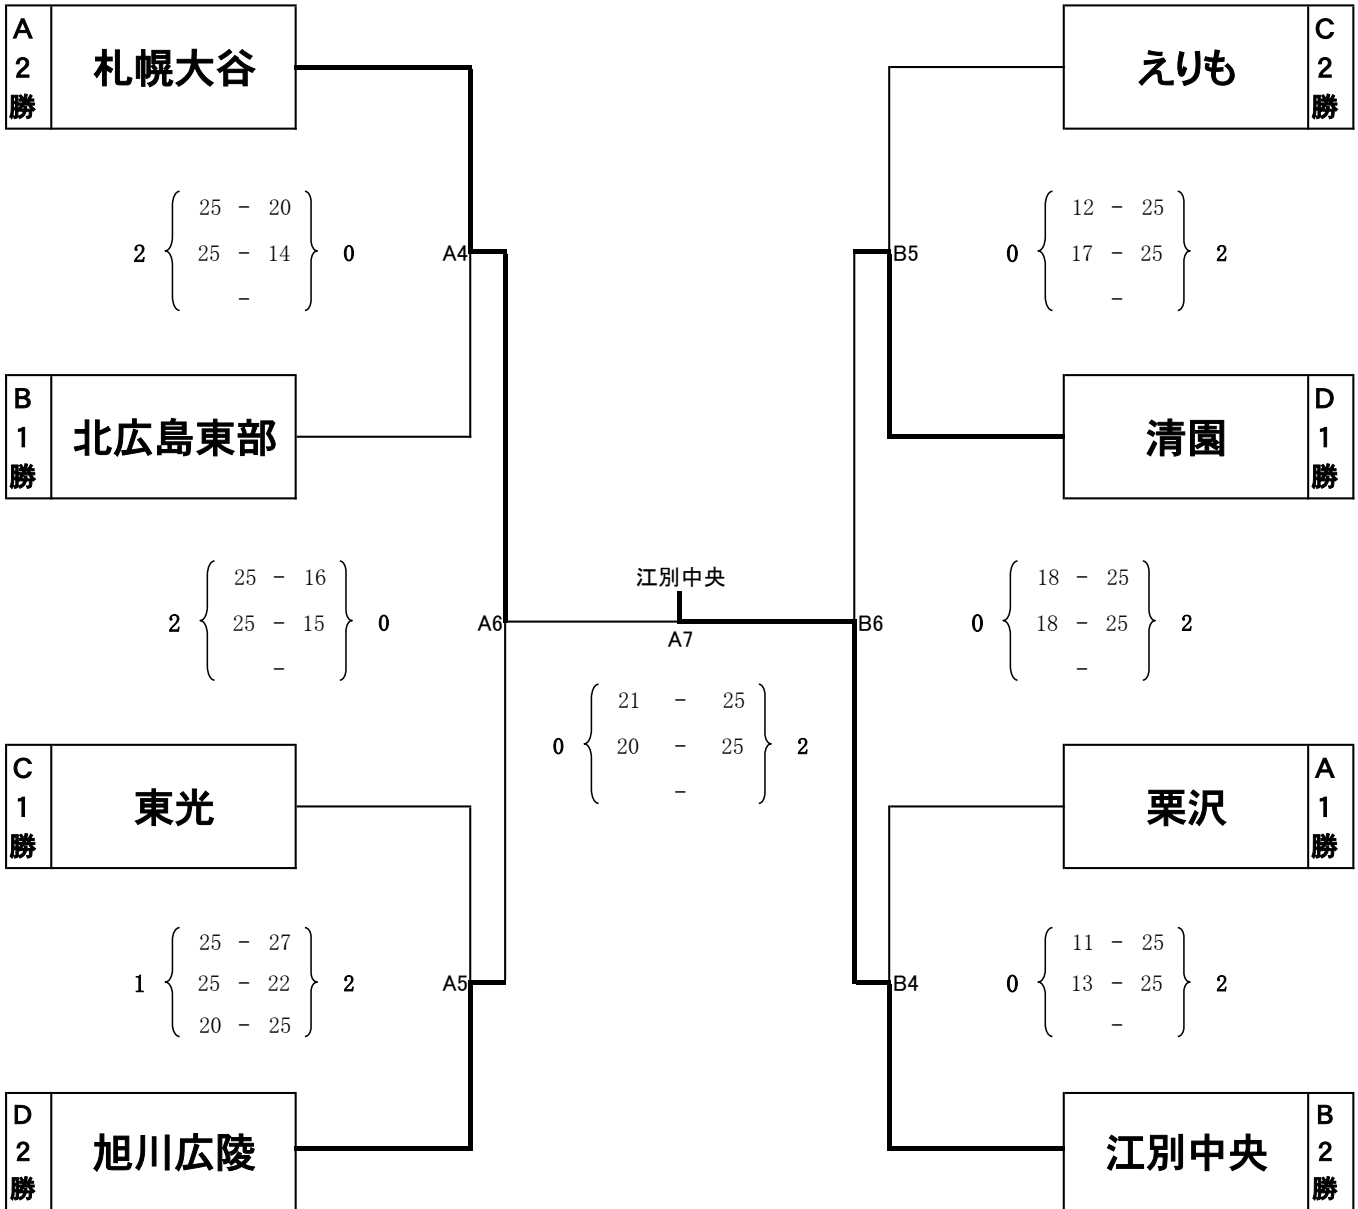 A
2
勝
札幌大谷
えりも
C
2
勝
25 - 20
2 25 - 14 0
-
A4
B5
12 - 25
0 17 - 25 2
-
B
1
勝
北広島東部
清園
D
1
勝
25 - 16
2 25 - 15 0
-
A6
江別中央
A7
B6
18 - 25
0 18 - 25 2
-
21 - 25
0 20 - 25 2
-
C
1
勝
東光
栗沢
A
1
勝
25 - 27
1 25 - 22 2
20 - 25
A5
B4
11 - 25
0 13 - 25 2
-
D
2
勝
旭川広陵
江別中央
B
2
勝